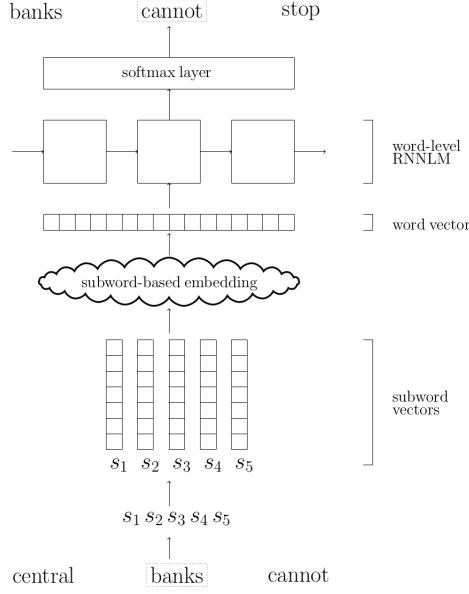 banks cannot stop
softmax layer
word-level
RNNLM
word vector
subword-based embedding
subword
vectors
s1 s2 s3 s4 s5
s1 s2 s3 s4 s5
central banks cannot